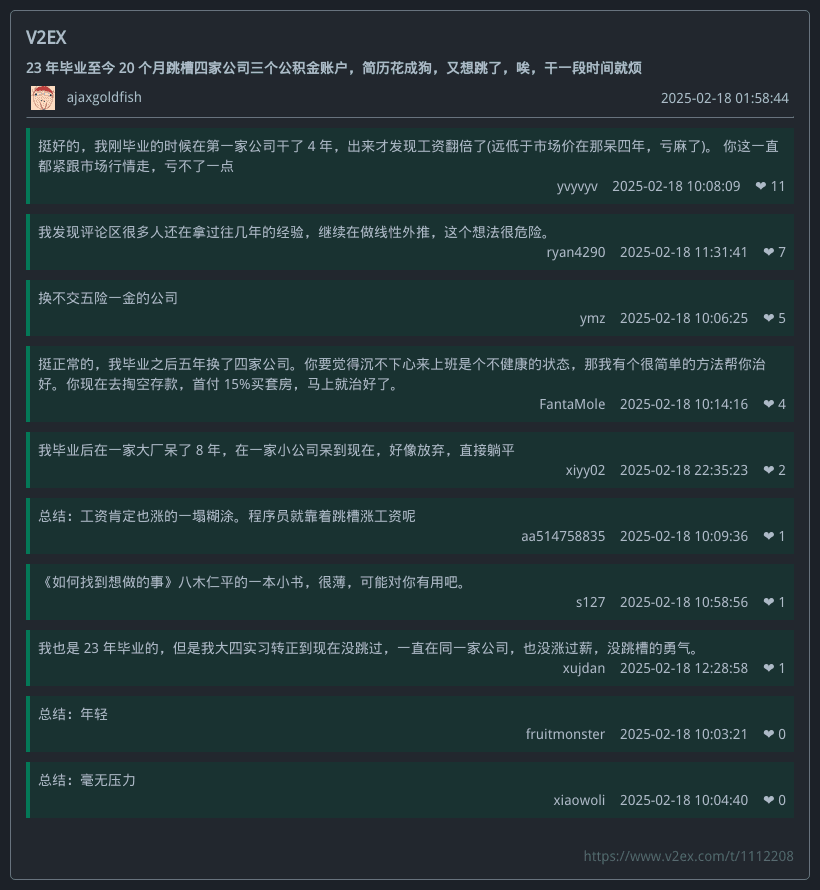 V2EX
23 年毕业至今 20 个月跳槽四家公司三个公积金账户，简历花成狗，又想跳了，唉，干一段时间就烦
ajaxgoldfish 2025-02-18 01:58:44
挺好的，我刚毕业的时候在第一家公司干了 4 年，出来才发现工资翻倍了(远低于市场价在那呆四年，亏麻了)。 你这一直
都紧跟市场行情走，亏不了一点
yvyvyv 2025-02-18 10:08:09 ❤ 11
我发现评论区很多人还在拿过往几年的经验，继续在做线性外推，这个想法很危险。
ryan4290 2025-02-18 11:31:41 ❤ 7
换不交五险一金的公司
ymz 2025-02-18 10:06:25 ❤ 5
挺正常的，我毕业之后五年换了四家公司。你要觉得沉不下心来上班是个不健康的状态，那我有个很简单的方法帮你治
好。你现在去掏空存款，首付 15%买套房，马上就治好了。
FantaMole 2025-02-18 10:14:16 ❤ 4
我毕业后在一家大厂呆了 8 年，在一家小公司呆到现在，好像放弃，直接躺平
xiyy02 2025-02-18 22:35:23 ❤ 2
总结：工资肯定也涨的一塌糊涂。程序员就靠着跳槽涨工资呢
aa514758835 2025-02-18 10:09:36 ❤ 1
《如何找到想做的事》八木仁平的一本小书，很薄，可能对你有用吧。
s127 2025-02-18 10:58:56 ❤ 1
我也是 23 年毕业的，但是我大四实习转正到现在没跳过，一直在同一家公司，也没涨过薪，没跳槽的勇气。
xujdan 2025-02-18 12:28:58 ❤ 1
总结：年轻
fruitmonster 2025-02-18 10:03:21 ❤ 0
总结：毫无压力
xiaowoli 2025-02-18 10:04:40 ❤ 0
https://www.v2ex.com/t/1112208